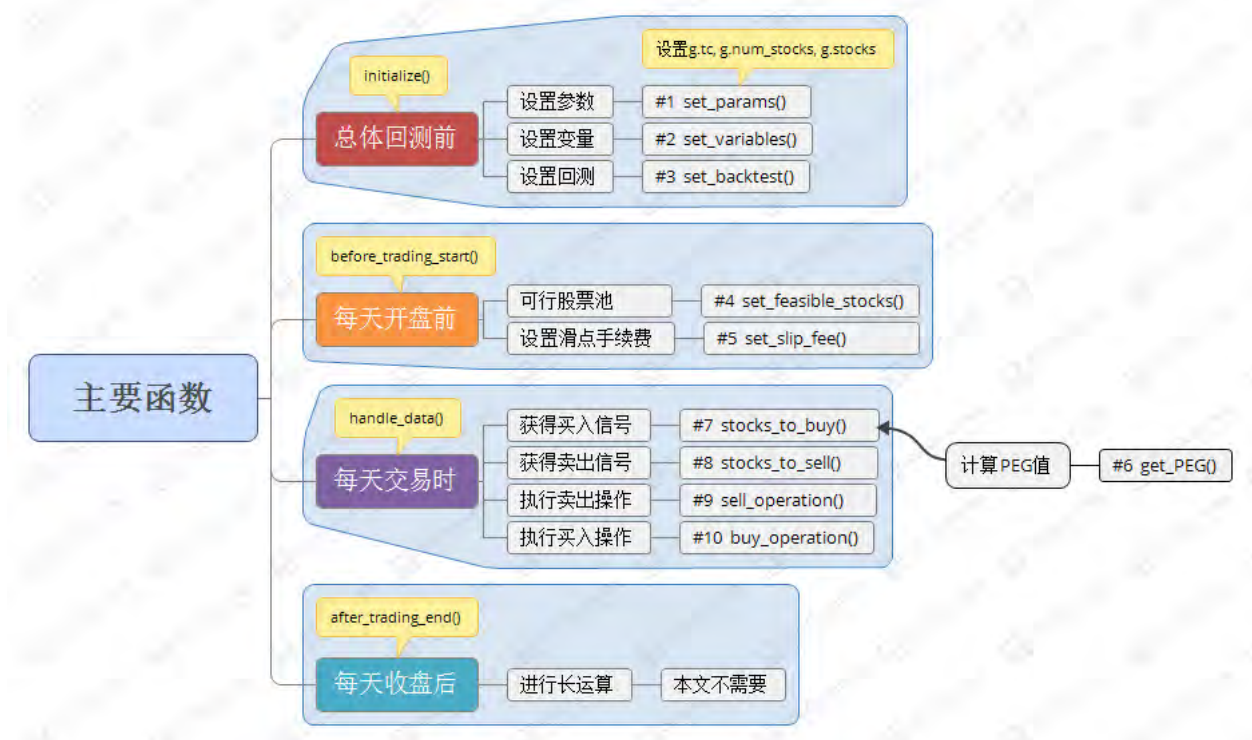 主要函数
initialize()
总体回测前
设置g.tc, g.num_stocks, g.stocks
设置参数
#1 set_params()
设置变量
#2 set_variables()
设置回测
#3 set_backtest()
before_trading_start()
每天开盘前
可行股票池
#4 set_feasible_stocks()
设置滑点手续费
#5 set_slip_fee()
handle_data()
每天交易时
获得买入信号
#7 stocks_to_buy()
获得卖出信号
#8 stocks_to_sell()
执行卖出操作
#9 sell_operation()
执行买入操作
#10 buy_operation()
计算PEG值
#6 get_PEG()
after_trading_end()
每天收盘后
进行长运算
本文不需要